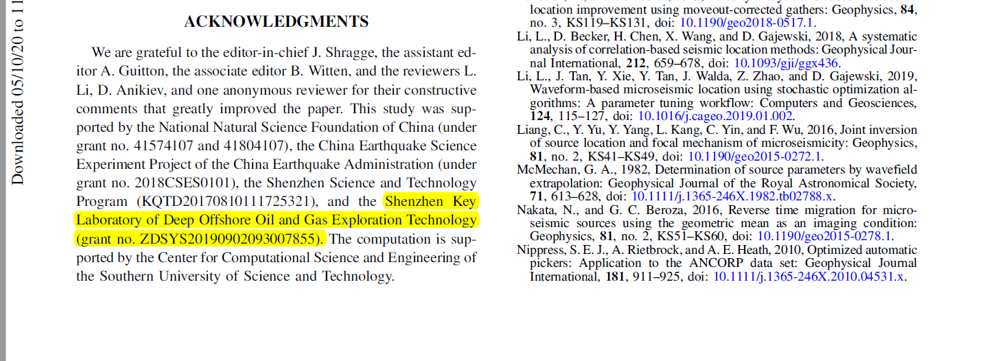 Downloaded 05/10/20 to 11
ACKNOWLEDGMENTS
We are grateful to the editor-in-chief J. Shragge, the assistant ed-
itor A. Guitton, the associate editor B. Witten, and the reviewers L.
Li, D. Anikiev, and one anonymous reviewer for their constructive
comments that greatly improved the paper. This study was sup-
ported by the National Natural Science Foundation of China (under
grant no. 41574107 and 41804107), the China Earthquake Science
Experiment Project of the China Earthquake Administration (under
grant no. 2018CSES0101), the Shenzhen Science and Technology
Program (KQTD20170810111725321), and the Shenzhen Key
Laboratory of Deep Offshore Oil and Gas Exploration Technology
(grant no. ZDSYS20190902093007855). The computation is sup-
ported by the Center for Computational Science and Engineering of
the Southern University of Science and Technology.
location improvement using moveout-corrected gathers: Geophysics, 84,
no. 3, KS119–KS131, doi: 10.1190/geo2018-0517.1.
Li, L., D. Becker, H. Chen, X. Wang, and D. Gajewski, 2018, A systematic
analysis of correlation-based seismic location methods: Geophysical Jour-
nal International, 212, 659–678, doi: 10.1093/gji/ggx436.
Li, L., J. Tan, Y. Xie, Y. Tan, J. Walda, Z. Zhao, and D. Gajewski, 2019,
Waveform-based microseismic location using stochastic optimization al-
gorithms: A parameter tuning workflow: Computers and Geosciences,
124, 115–127, doi: 10.1016/j.cageo.2019.01.002.
Liang, C., Y. Yu, Y. Yang, L. Kang, C. Yin, and F. Wu, 2016, Joint inversion
of source location and focal mechanism of microseismicity: Geophysics,
81, no. 2, KS41–KS49, doi: 10.1190/geo2015-0272.1.
McMechan, G. A., 1982, Determination of source parameters by wavefield
extrapolation: Geophysical Journal of the Royal Astronomical Society,
71, 613–628, doi: 10.1111/j.1365-246X.1982.tb02788.x.
Nakata, N., and G. C. Beroza, 2016, Reverse time migration for micro-
seismic sources using the geometric mean as an imaging condition:
Geophysics, 81, no. 2, KS51–KS60, doi: 10.1190/geo2015-0278.1.
Nippress, S. E. J., A. Rietbrock, and A. E. Heath, 2010, Optimized automatic
pickers: Application to the ANCORP data set: Geophysical Journal
International, 181, 911–925, doi: 10.1111/j.1365-246X.2010.04531.x.